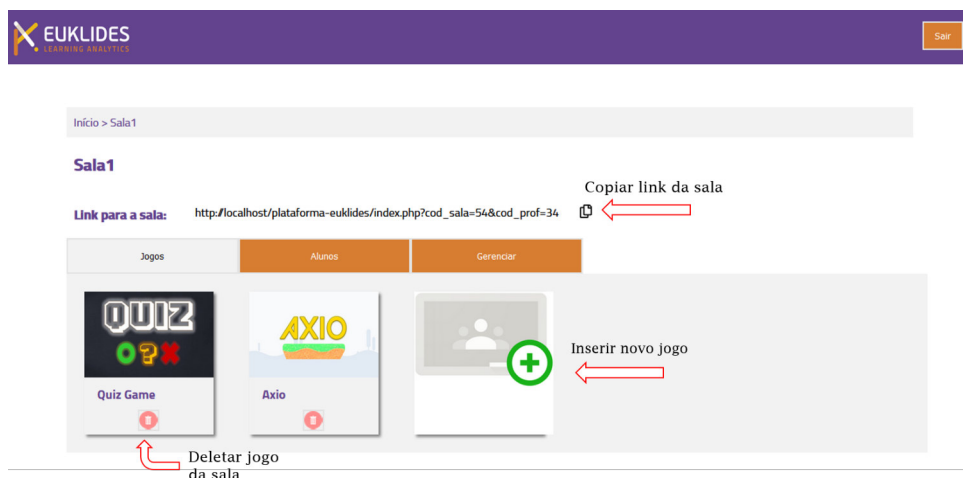 EUKLIDES
LEARNING ANALYTICS
Sair
Início > Sala1
Sala1
Copiar link da sala
Link para a sala: http://localhost/plataforma-euklides/index.php?cod_sala=54&cod_prof=34
Jogos Alunos Gerenciar
QUIZ
O?X
AXIO
Inserir novo jogo
Quiz Game Axio
Deletar jogo
da sala